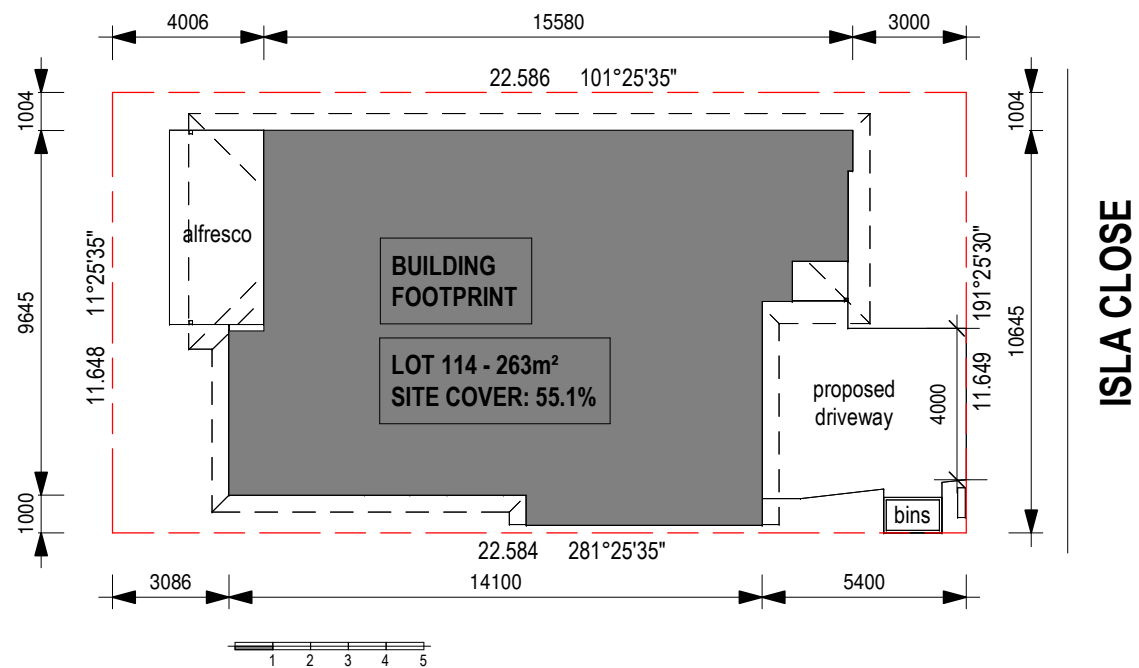 4006
15580
3000
22.586 101°25'35"
1004
1004
alfresco
BUILDING
FOOTPRINT
LOT 114 - 263m²
SITE COVER: 55.1%
9645
11.648 11°25'35"
proposed
driveway
4000
11.649 191°25'30"
10645
ISLA CLOSE
1000
bins
22.584 281°25'35"
3086
14100
5400
1 2 3 4 5